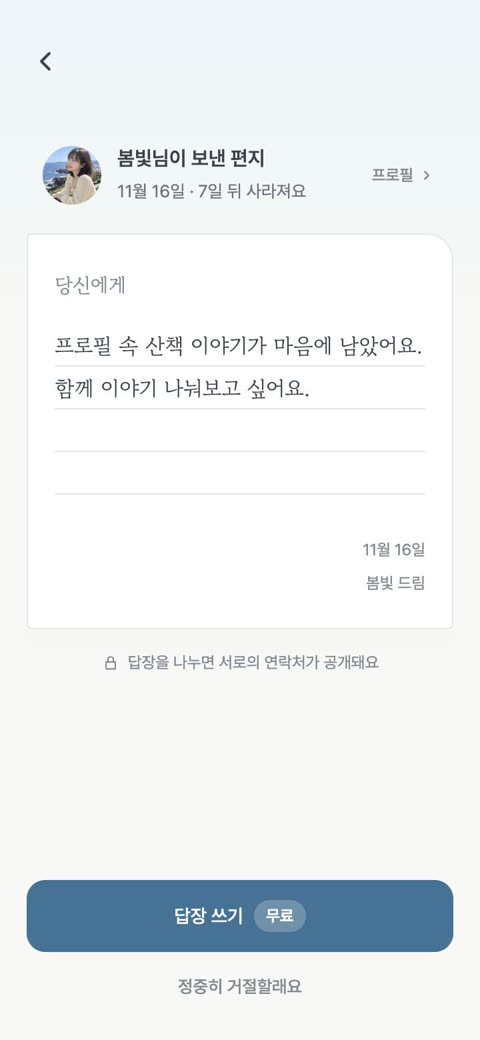 봄빛님이 보낸 편지
11월 16일 · 7일 뒤 사라져요
프로필
당신에게
프로필 속 산책 이야기가 마음에 남았어요.
함께 이야기 나눠보고 싶어요.
11월 16일
봄빛 드림
답장을 나누면 서로의 연락처가 공개돼요
답장 쓰기 무료
정중히 거절할래요